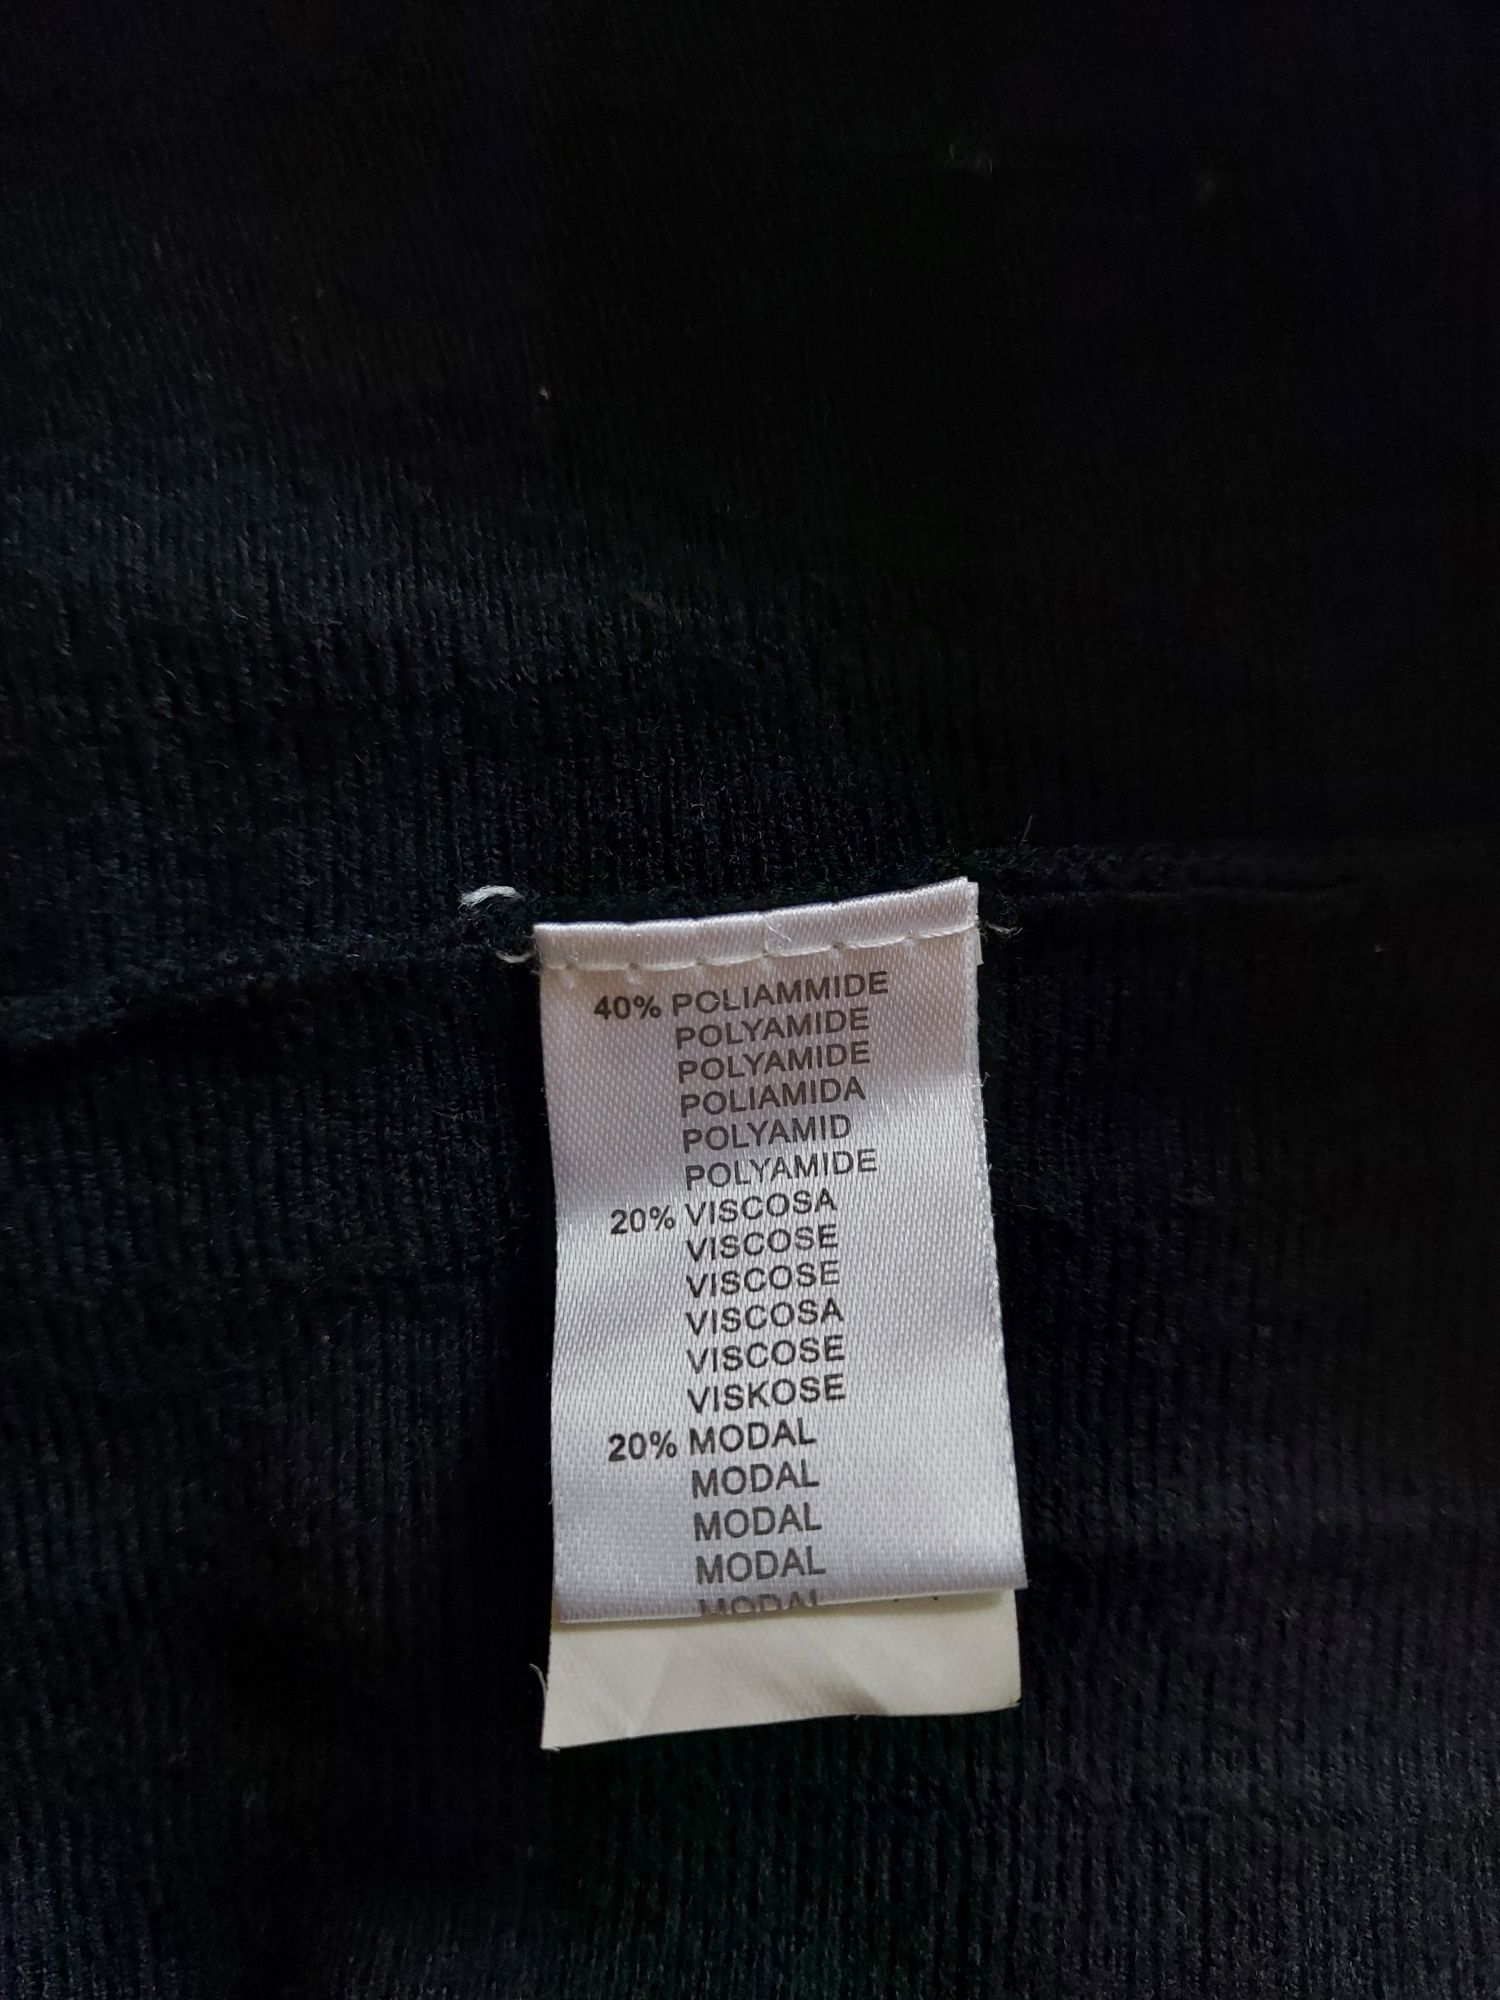 40% POLIAMMIDE
POLYAMIDE
POLYAMIDE
POLIAMIDA
POLYAMID
POLYAMIDE
20% VISCOSA
VISCOSE
VISCOSE
VISCOSA
VISCOSE
VISKOSE
20% MODAL
MODAL
MODAL
MODAL
MODAL